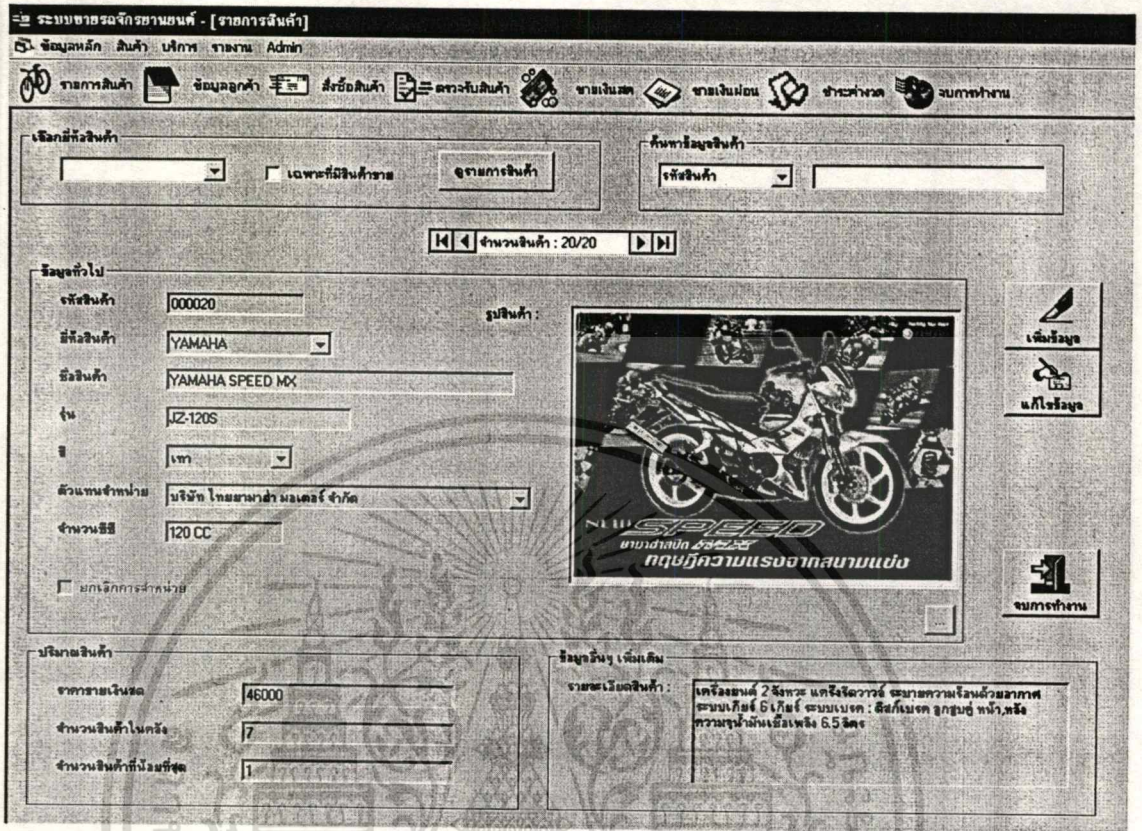 ระบบขายรถจักรยานยนต์ - [รายการสินค้า]
ข้อมูลหลัก สินค้า บริการ รายงาน Admin
รายการสินค้า ข้อมูลลูกค้า สั่งซื้อสินค้า ตรวจรับสินค้า ขายเงินสด ขายเงินผ่อน ชำระค่างวด จบการทำงาน
เลือกยี่ห้อสินค้า
เฉพาะที่มีสินค้าขาย ดูรายการสินค้า
ค้นหาข้อมูลสินค้า
รหัสสินค้า
จำนวนสินค้า : 20/20
ข้อมูลทั่วไป
รหัสสินค้า 000020
ยี่ห้อสินค้า YAMAHA
ชื่อสินค้า YAMAHA SPEED MX
รุ่น JZ-120S
สี เทา
ตัวแทนจำหน่าย บริษัท ไทยยามาฮ่า มอเตอร์ จำกัด
จำนวนซีซี 120 CC
ยกเลิกการจำหน่าย
รูปสินค้า :
NEW SPEED
ยามาฮ่าสปีด MX
ทฤษฎีความแรงจากสนามแข่ง
...
เพิ่มข้อมูล
แก้ไขข้อมูล
จบการทำงาน
ปริมาณสินค้า
ราคาขายเงินสด 46000
จำนวนสินค้าในคลัง 7
จำนวนสินค้าที่น้อยที่สุด 1
ข้อมูลอื่นๆ เพิ่มเติม
รายละเอียดสินค้า :
เครื่องยนต์ 2 จังหวะ แคร้งรีดวาวล์ ระบายความร้อนด้วยอากาศ
ระบบเกียร์ 6 เกียร์ ระบบเบรค : ดิสก์เบรค ลูกสูบคู่ หน้า,หลัง
ความจุน้ำมันเชื้อเพลิง 6.5 ลิตร